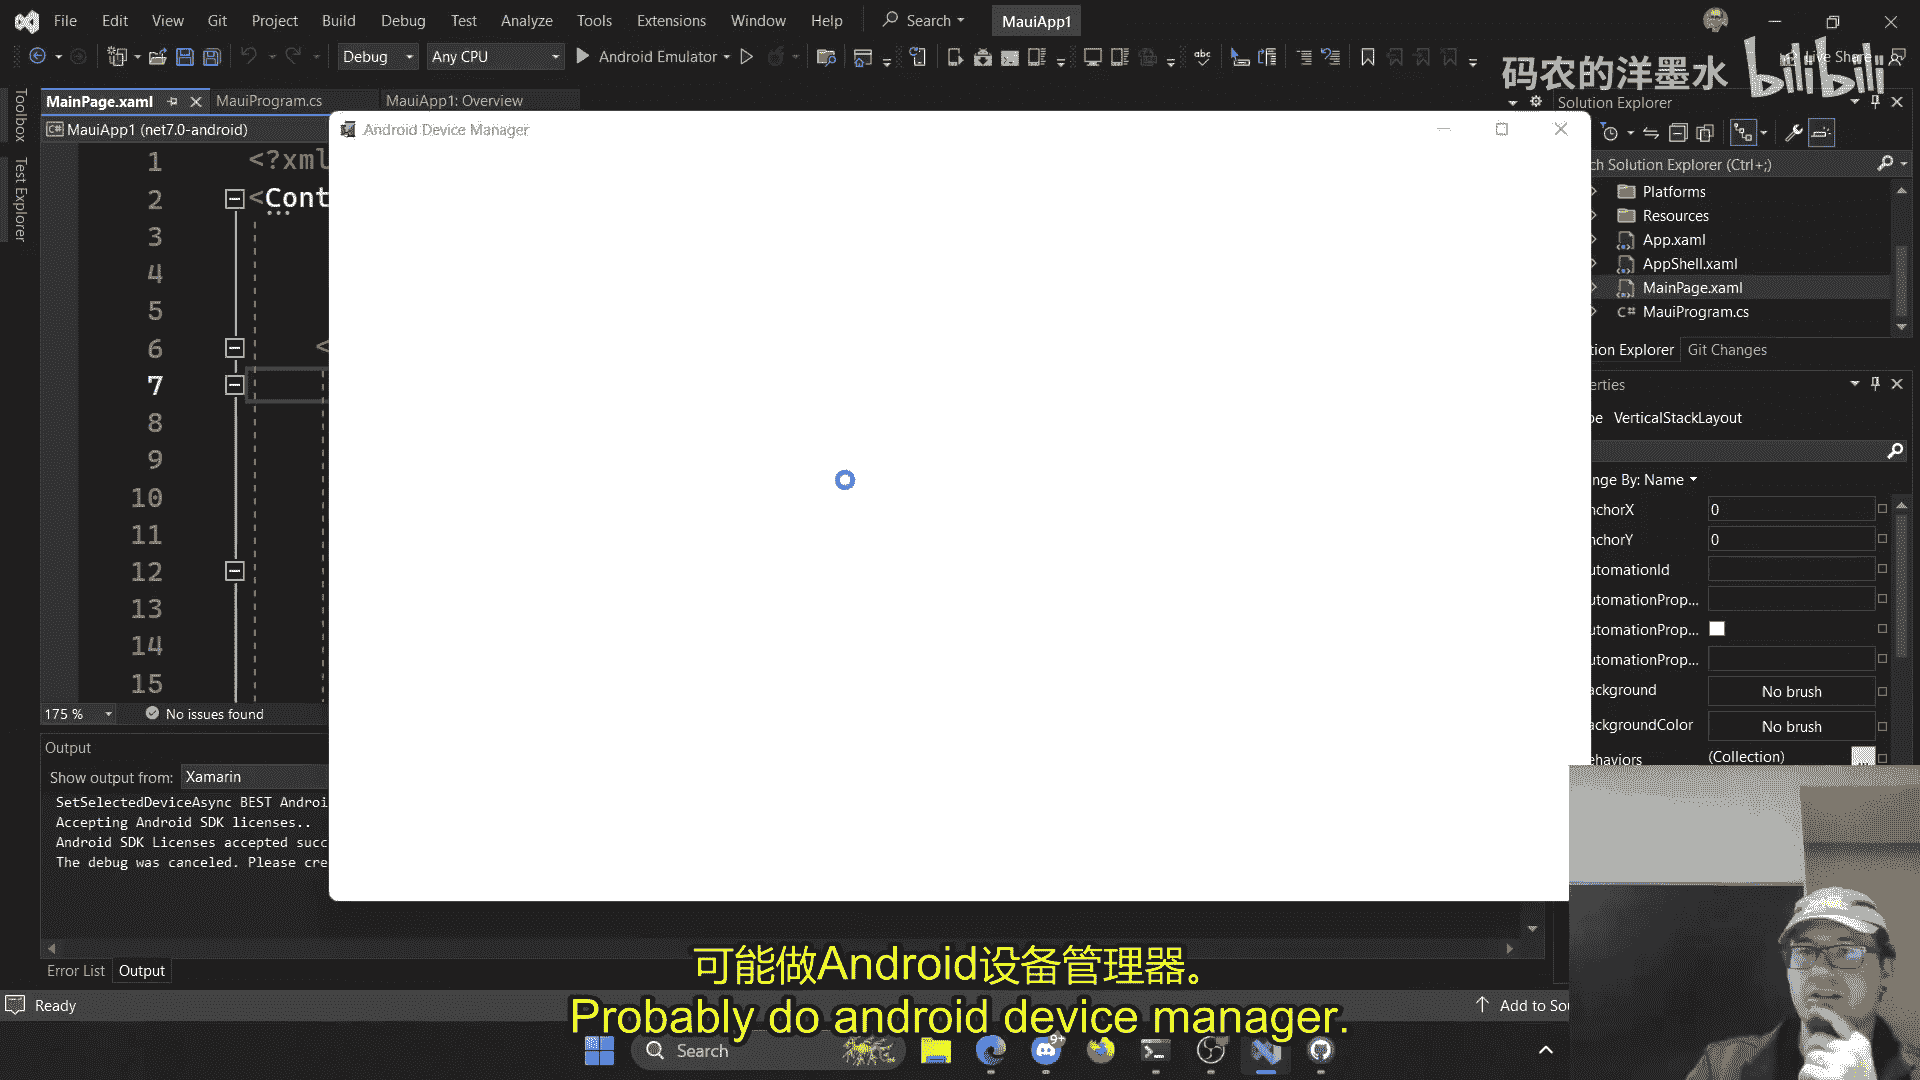 File Edit View Git Project Build Debug Test Analyze Tools Extensions Window Help Search MauiApp1
Debug Any CPU Android Emulator Live Share
码农的洋墨水 bilibili
MainPage.xaml MauiProgram.cs MauiApp1: Overview
Solution Explorer
MauiApp1 (net7.0-android)
Android Device Manager
ch Solution Explorer (Ctrl+;)
Toolbox
Test Explorer
1 <?xml
2 <Cont
3
4
5
6 <
7
8
9
10
11
12
13
14
15
Platforms
Resources
App.xaml
AppShell.xaml
MainPage.xaml
C# MauiProgram.cs
tion Explorer Git Changes
erties
pe VerticalStackLayout
nge By: Name
nchorX 0
nchorY 0
utomationId
utomationProp...
utomationProp...
utomationProp...
ackground No brush
ackgroundColor No brush
ehaviors (Collection) ...
175 % No issues found
Output
Show output from: Xamarin
SetSelectedDeviceAsync BEST Androi
Accepting Android SDK licenses..
Android SDK Licenses accepted succ
The debug was canceled. Please cre
Error List Output
Ready
Add to Sou
可能做Android设备管理器。
Probably do android device manager.
Search
9+